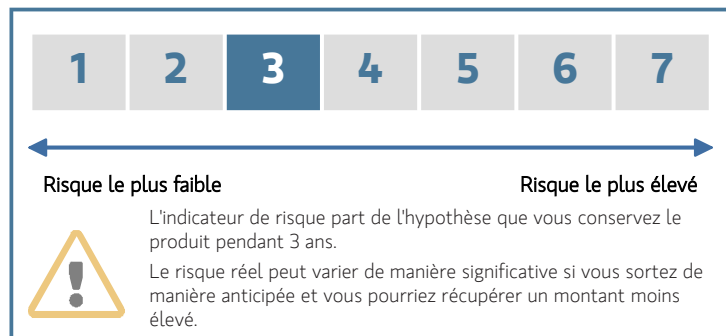 1 2 3 4 5 6 7
Risque le plus faible Risque le plus élevé
L'indicateur de risque part de l'hypothèse que vous conservez le
produit pendant 3 ans.
Le risque réel peut varier de manière significative si vous sortez de
manière anticipée et vous pourriez récupérer un montant moins
élevé.